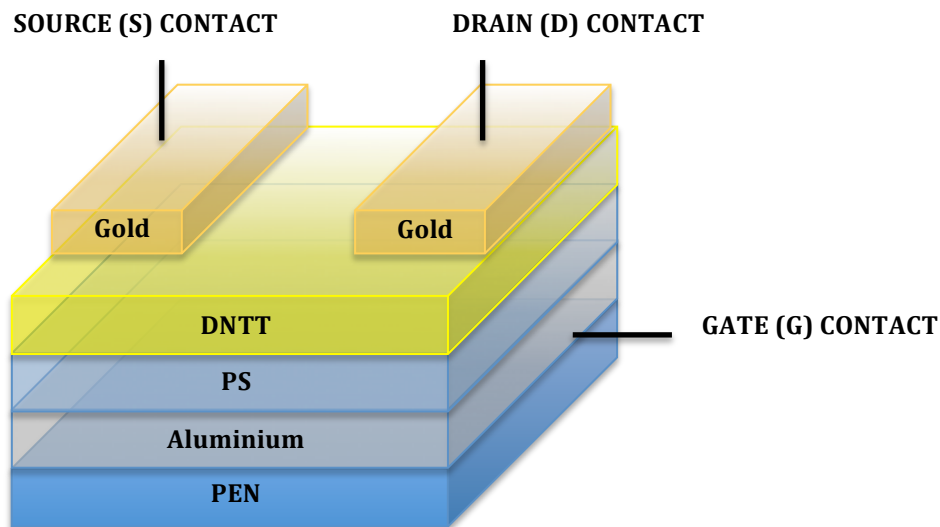 SOURCE (S) CONTACT
DRAIN (D) CONTACT
Gold
Gold
DNTT
GATE (G) CONTACT
PS
Aluminium
PEN